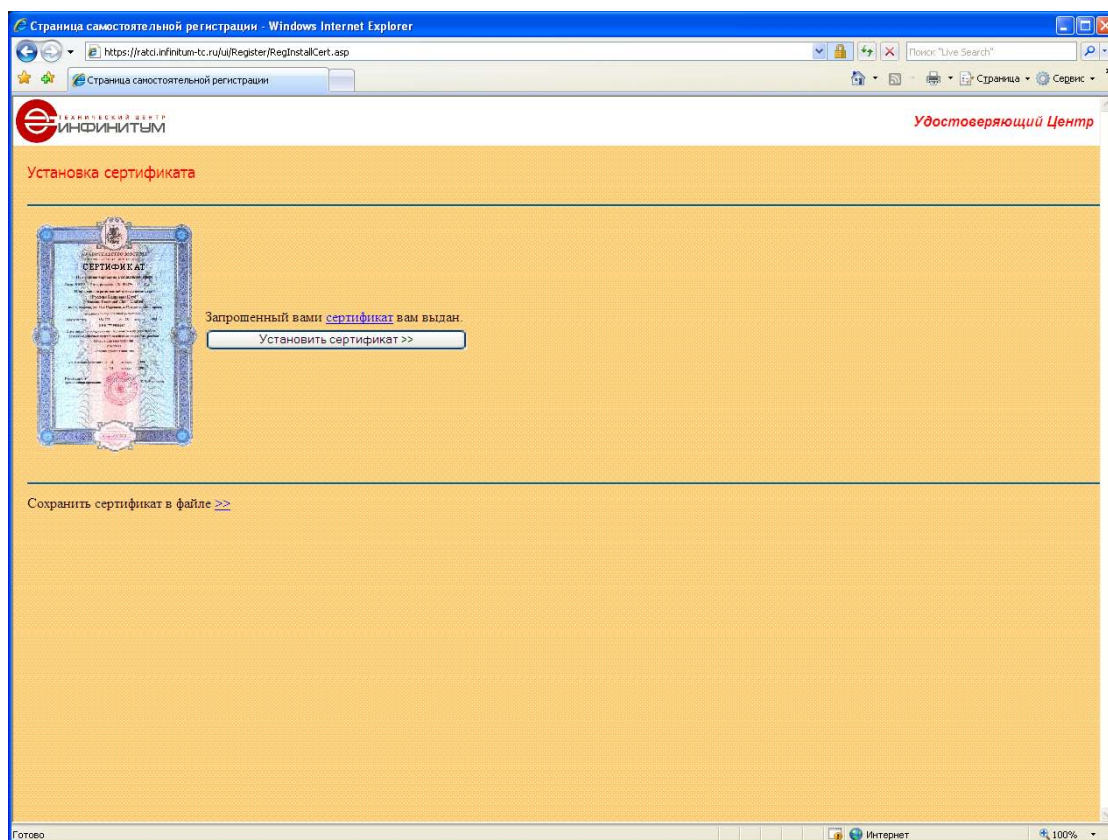 Страница самостоятельной регистрации - Windows Internet Explorer
https://ratci.infinitum-tc.ru/ui/Register/RegInstallCert.asp
Поиск "Live Search"
Страница самостоятельной регистрации
Страница
Сервис
ТЕХНИЧЕСКИЙ ЦЕНТР
ИНФИНИТУМ
Удостоверяющий Центр
Установка сертификата
СЕРТИФИКАТ
Запрошенный вами сертификат вам выдан.
Установить сертификат >>
Сохранить сертификат в файле >>
Готово
Интернет
100%